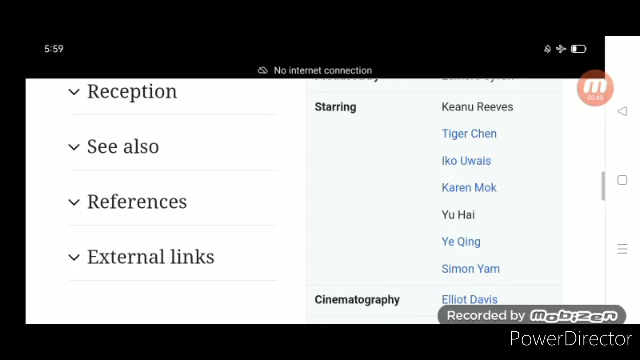 5:59
No internet connection
Reception
See also
References
External links
Starring
Keanu Reeves
Tiger Chen
Iko Uwais
Karen Mok
Yu Hai
Ye Qing
Simon Yam
Cinematography
Elliot Davis
Recorded by
Mobizen
PowerDirector